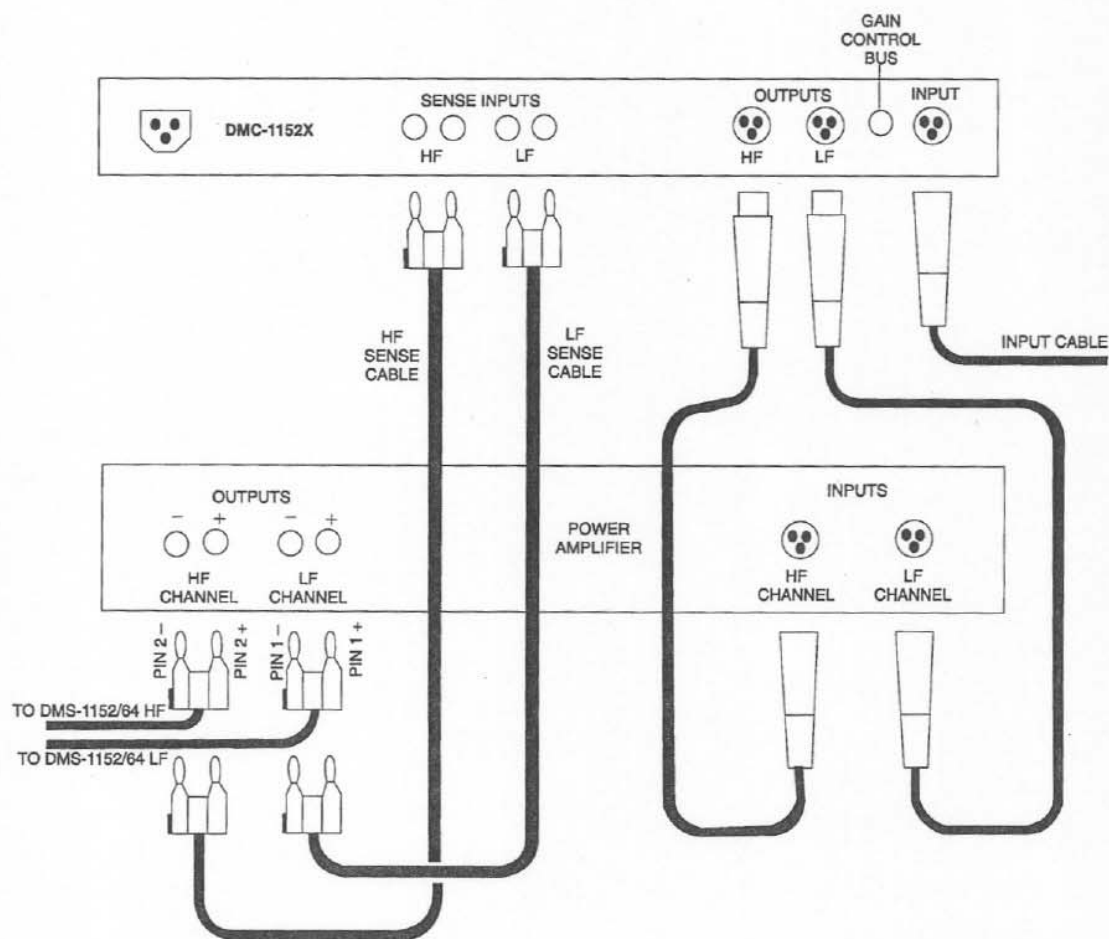 GAIN
CONTROL
BUS
SENSE INPUTS
OUTPUTS
INPUT
DMC-1152X
HF
LF
HF
LF
HF
SENSE
CABLE
LF
SENSE
CABLE
INPUT CABLE
OUTPUTS
INPUTS
− +
− +
POWER
AMPLIFIER
HF
CHANNEL
LF
CHANNEL
HF
CHANNEL
LF
CHANNEL
PIN 2 −
PIN 2 +
PIN 1 −
PIN 1 +
TO DMS-1152/64 HF
TO DMS-1152/64 LF